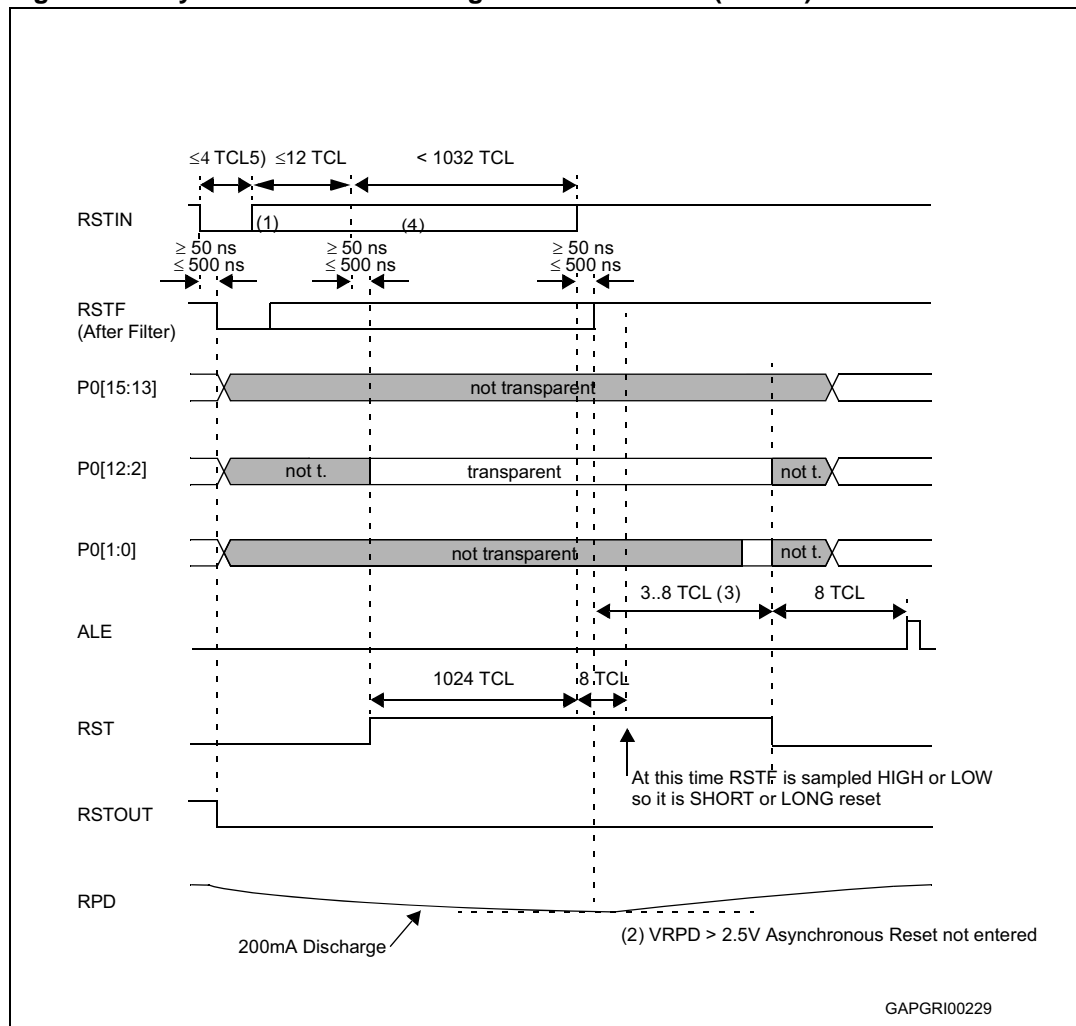 ≤4 TCL5) ≤12 TCL < 1032 TCL
RSTIN
(1) (4)
≥ 50 ns ≥ 50 ns ≥ 50 ns
≤ 500 ns ≤ 500 ns ≤ 500 ns
RSTF
(After Filter)
P0[15:13] not transparent
P0[12:2] not t. transparent not t.
P0[1:0] not transparent not t.
3..8 TCL (3) 8 TCL
ALE
1024 TCL 8 TCL
RST
At this time RSTF is sampled HIGH or LOW
so it is SHORT or LONG reset
RSTOUT
RPD
200mA Discharge
(2) VRPD > 2.5V Asynchronous Reset not entered
GAPGRI00229